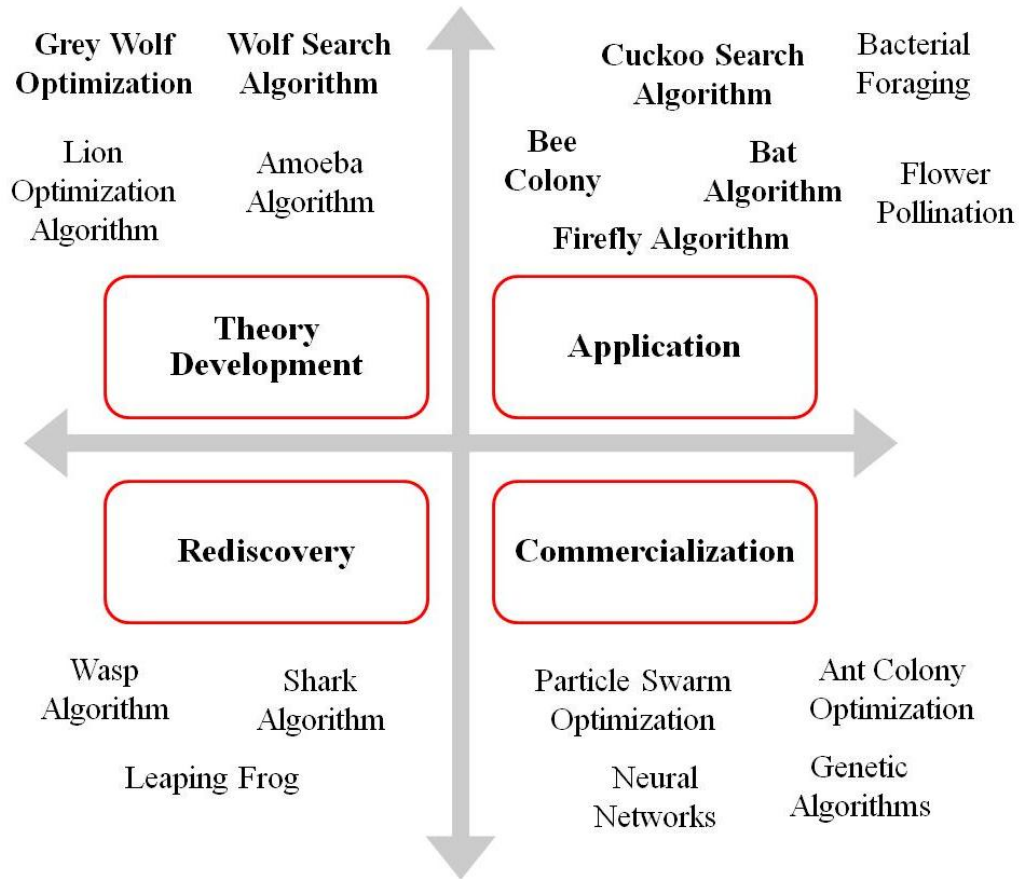 Grey Wolf
Optimization
Wolf Search
Algorithm
Lion
Optimization
Algorithm
Amoeba
Algorithm
Theory
Development
Cuckoo Search
Algorithm
Bacterial
Foraging
Bee
Colony
Bat
Algorithm
Flower
Pollination
Firefly Algorithm
Application
Rediscovery
Wasp
Algorithm
Shark
Algorithm
Leaping Frog
Commercialization
Particle Swarm
Optimization
Ant Colony
Optimization
Neural
Networks
Genetic
Algorithms